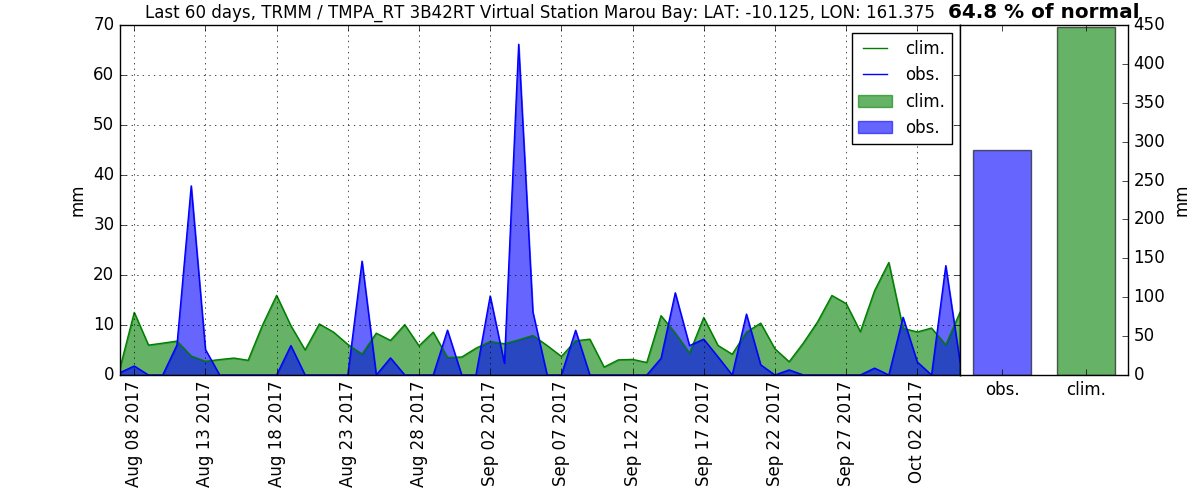 Last 60 days, TRMM / TMPA_RT 3B42RT Virtual Station Marou Bay: LAT: -10.125, LON: 161.375
64.8 % of normal
70
60
50
40
30
20
10
0
mm
clim.
obs.
clim.
obs.
Aug 08 2017
Aug 13 2017
Aug 18 2017
Aug 23 2017
Aug 28 2017
Sep 02 2017
Sep 07 2017
Sep 12 2017
Sep 17 2017
Sep 22 2017
Sep 27 2017
Oct 02 2017
450
400
350
300
250
200
150
100
50
0
mm
obs.
clim.